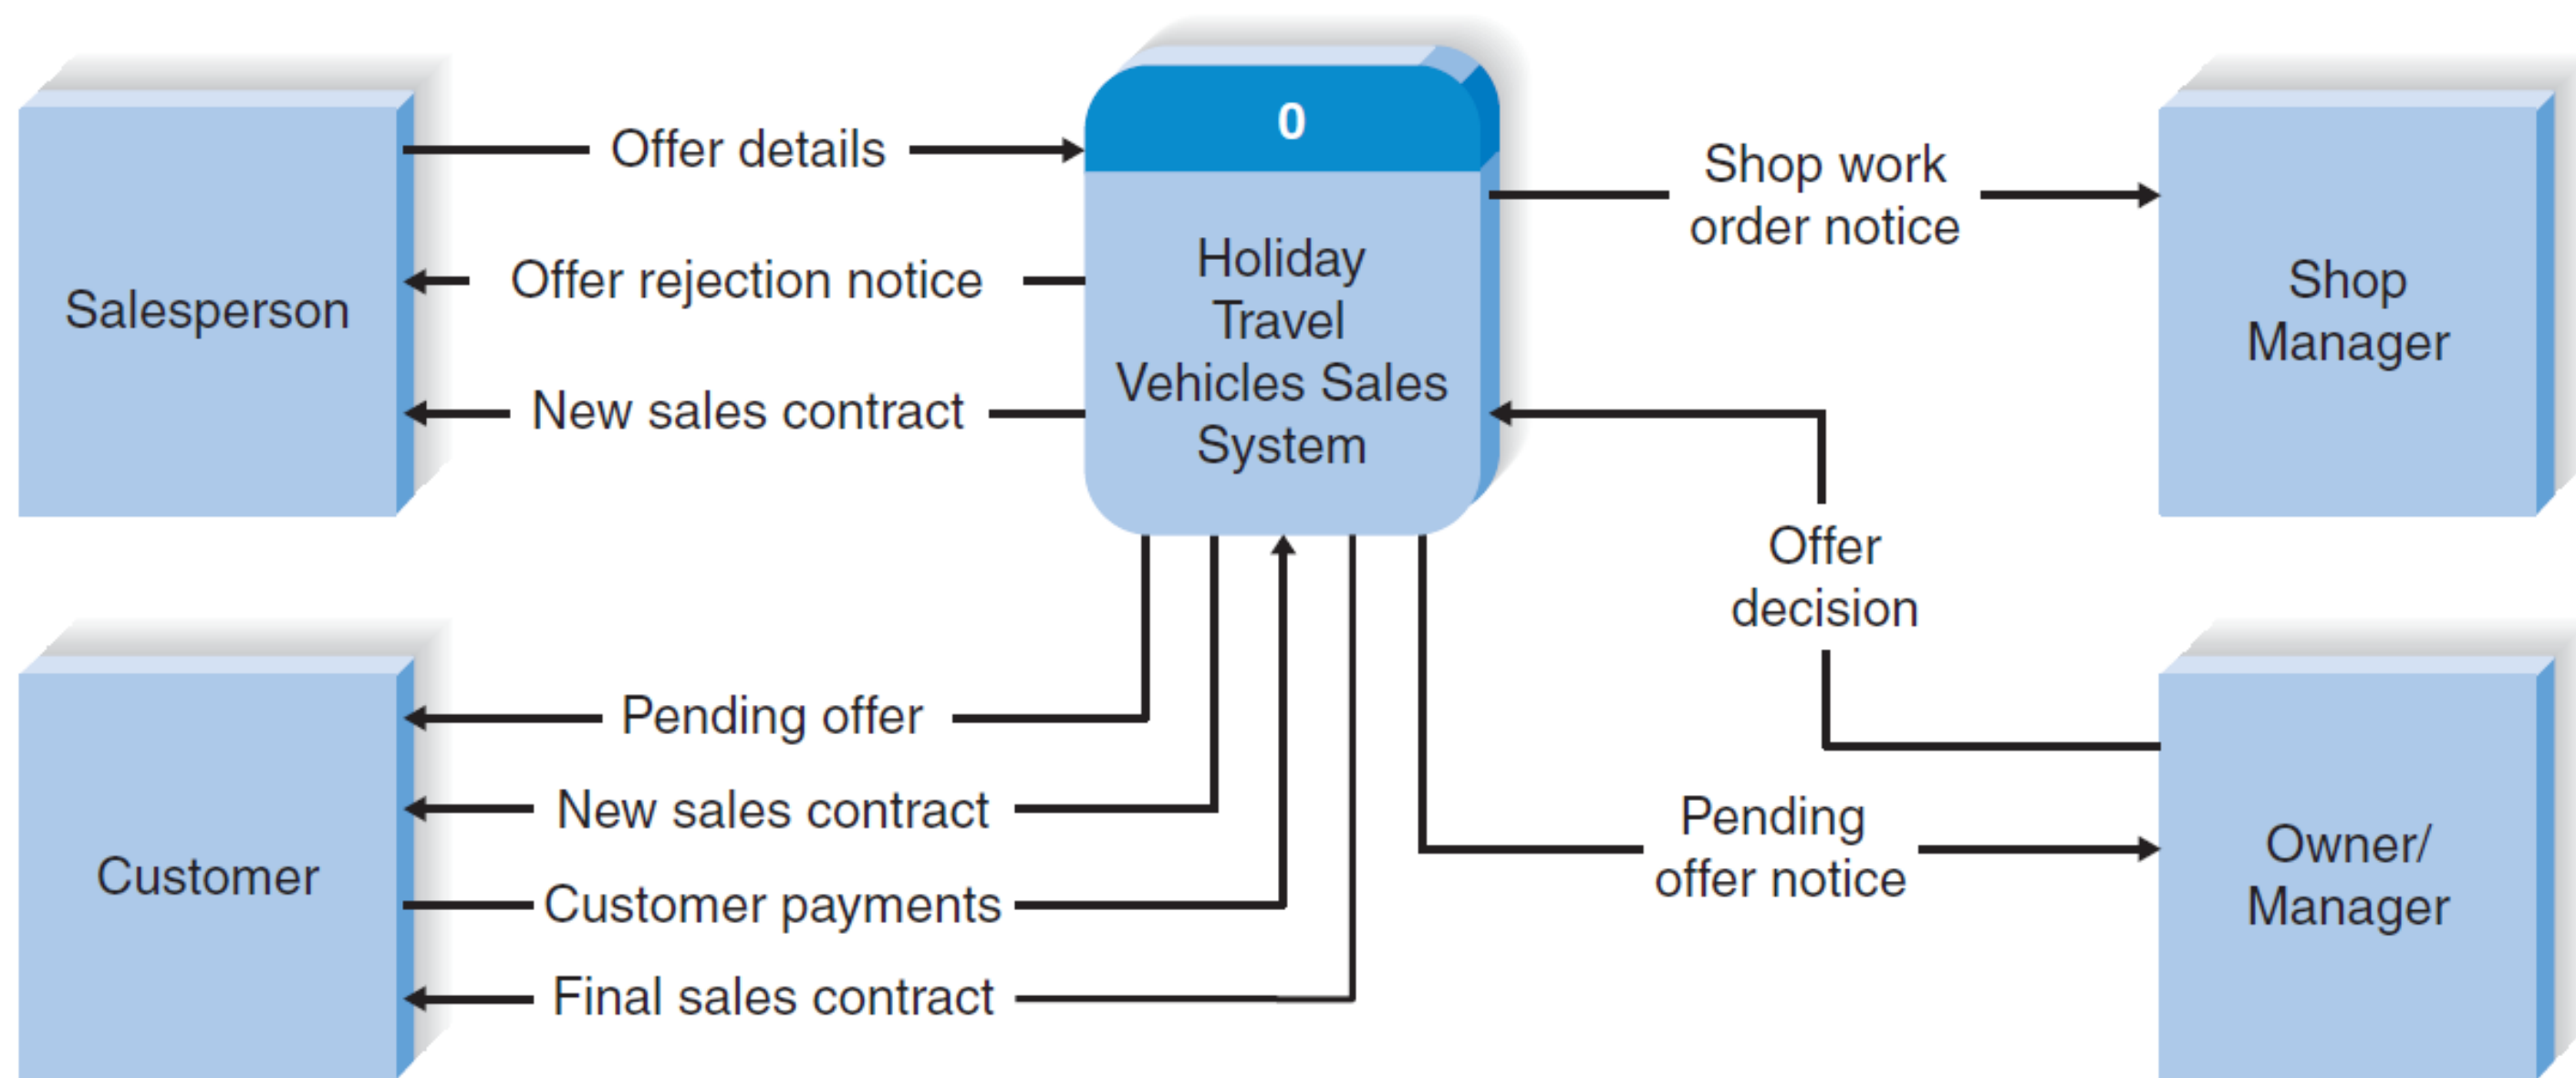 0
Holiday
Travel
Vehicles Sales
System
Salesperson
Offer details
Offer rejection notice
New sales contract
Shop work
order notice
Shop
Manager
Offer
decision
Customer
Pending offer
New sales contract
Customer payments
Final sales contract
Pending
offer notice
Owner/
Manager